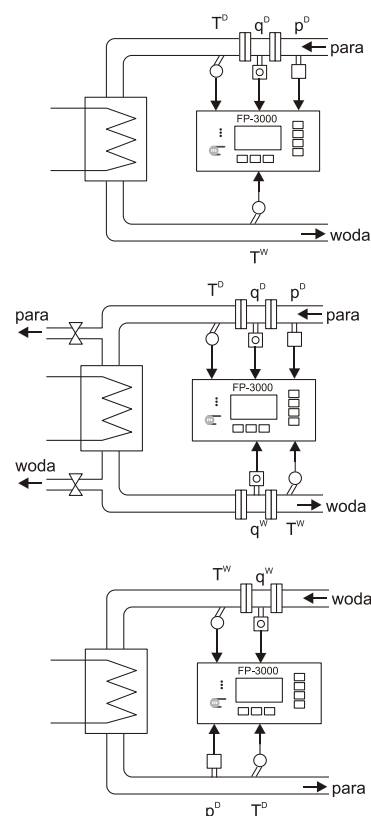 T^D q^D p^D
para
FP-3000
woda
T^W
T^D q^D p^D
para para
FP-3000
woda woda
q^W T^W
T^W q^W
woda
FP-3000
para
p^D T^D